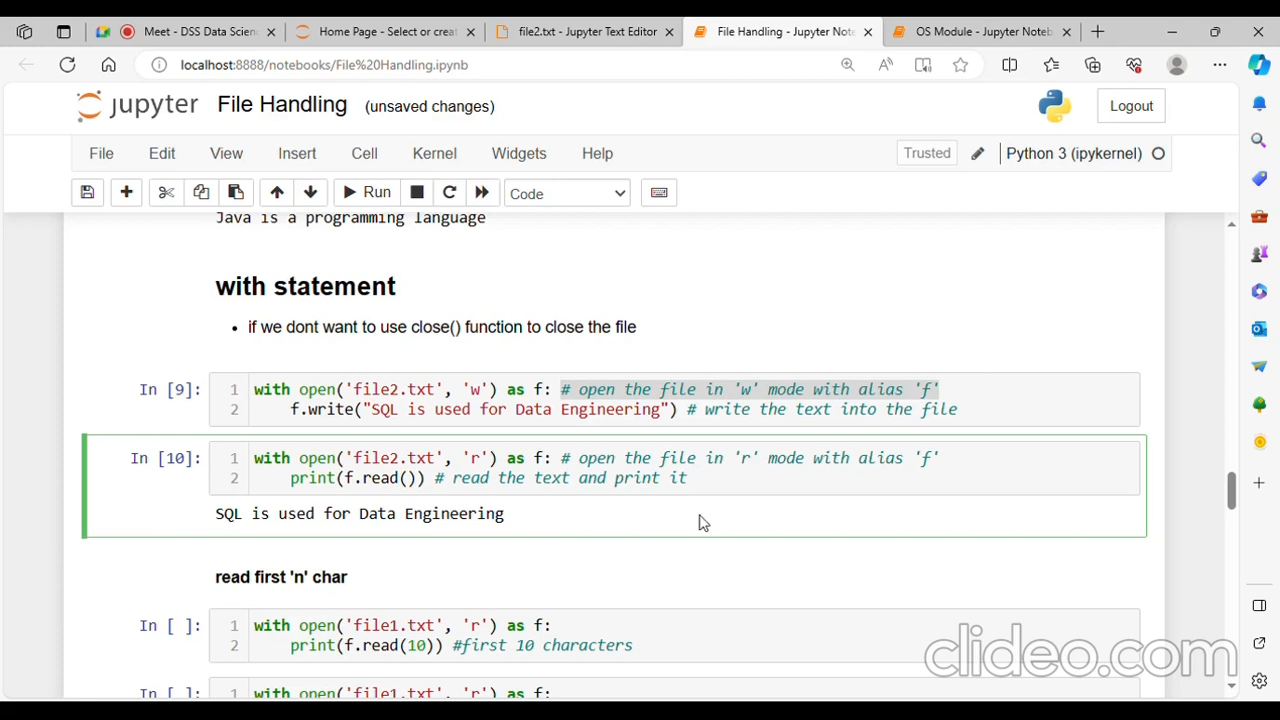 Meet - DSS Data Scien
Home Page - Select or creat
file2.txt - Jupyter Text Editor
File Handling - Jupyter Note
OS Module - Jupyter Noteb
localhost:8888/notebooks/File%20Handling.ipynb
jupyter File Handling (unsaved changes)
Logout
File Edit View Insert Cell Kernel Widgets Help
Trusted Python 3 (ipykernel)
Run Code
Java is a programming language
with statement
• if we dont want to use close() function to close the file
In [9]: 1 with open('file2.txt', 'w') as f: # open the file in 'w' mode with alias 'f'
2 f.write("SQL is used for Data Engineering") # write the text into the file
In [10]: 1 with open('file2.txt', 'r') as f: # open the file in 'r' mode with alias 'f'
2 print(f.read()) # read the text and print it
SQL is used for Data Engineering
read first 'n' char
In [ ]: 1 with open('file1.txt', 'r') as f:
2 print(f.read(10)) #first 10 characters
In [ ]: 1 with open('file1.txt', 'r') as f:
clideo.com